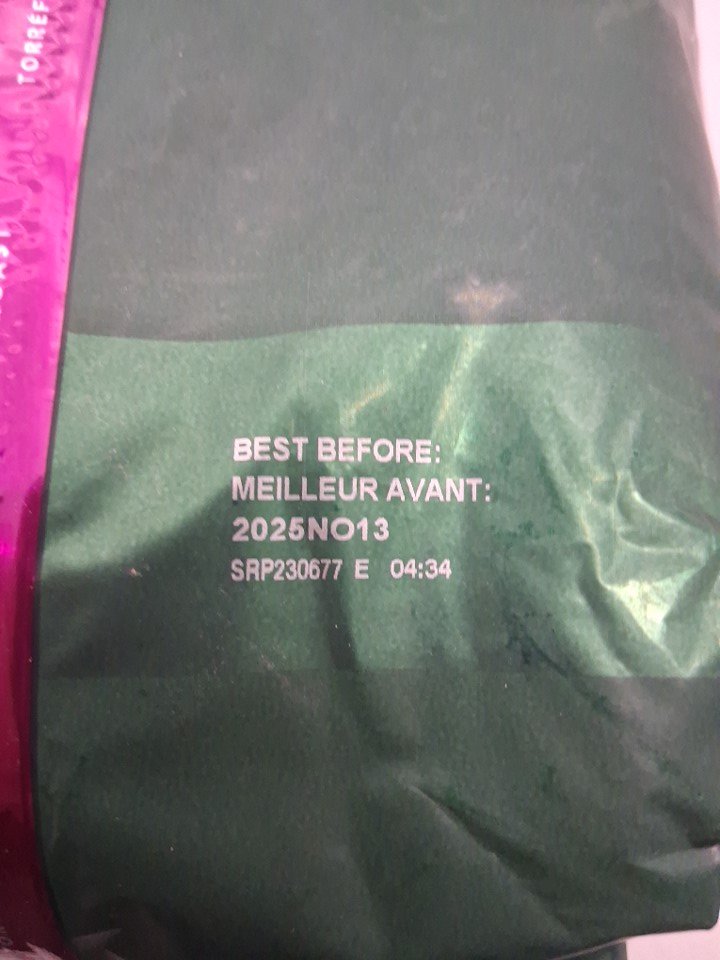 BEST BEFORE:
MEILLEUR AVANT:
2025NO13
SRP230677 E 04:34